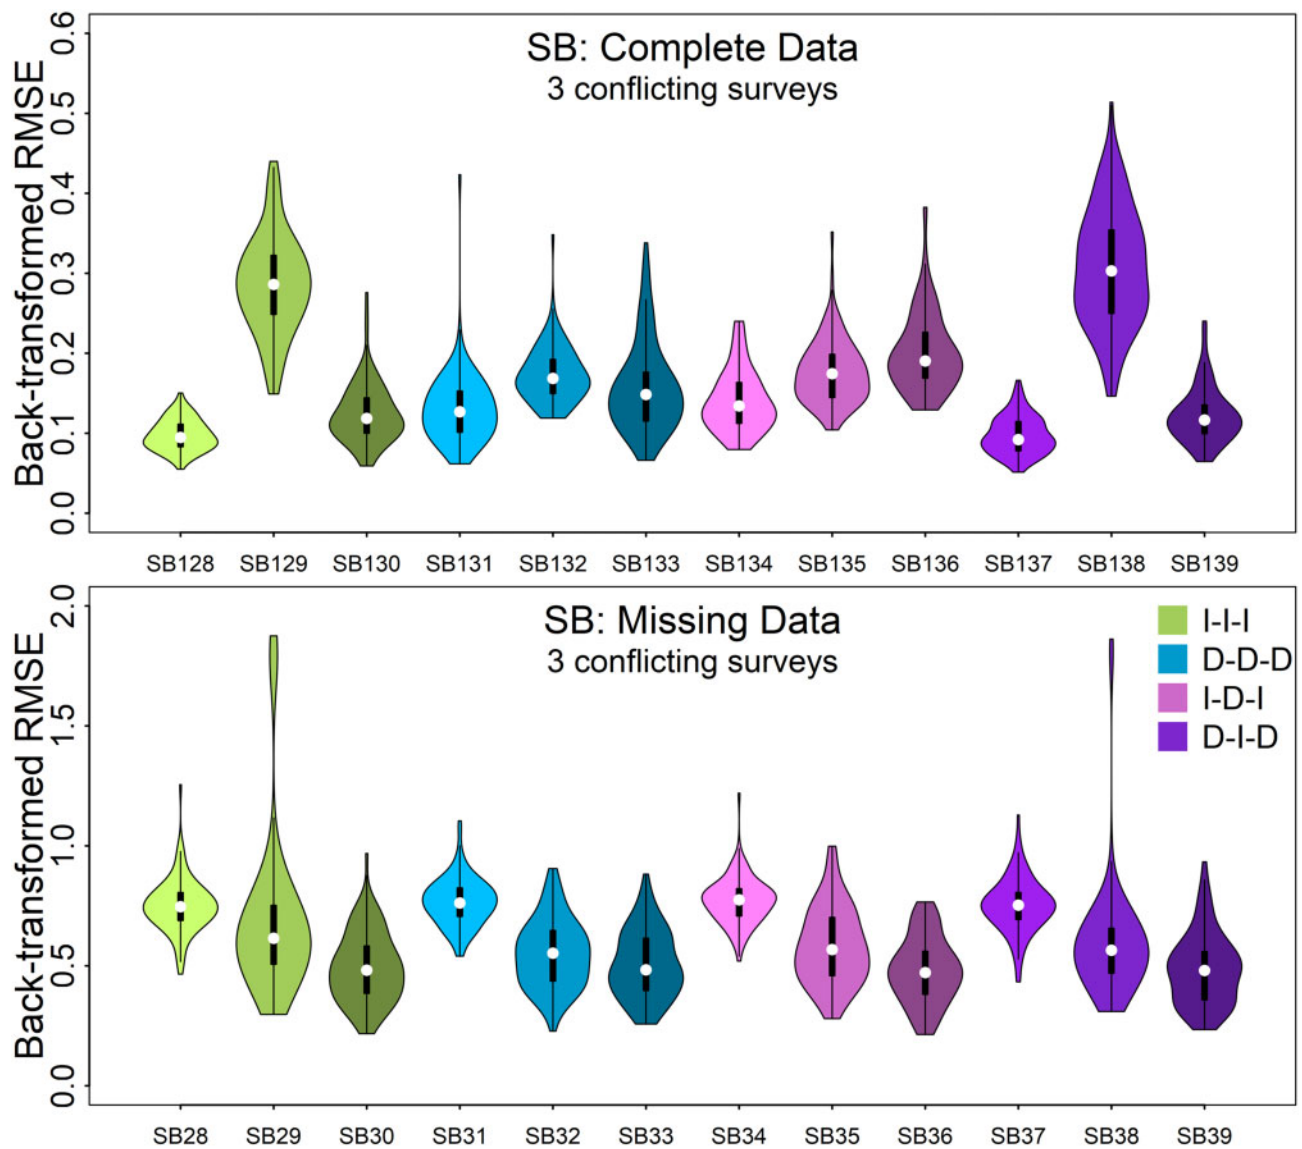 SB: Complete Data
3 conflicting surveys
Back-transformed RMSE
0.6
0.5
0.4
0.3
0.2
0.1
0.0
SB128 SB129 SB130 SB131 SB132 SB133 SB134 SB135 SB136 SB137 SB138 SB139
SB: Missing Data
3 conflicting surveys
Back-transformed RMSE
2.0
1.5
1.0
0.5
0.0
I-I-I
D-D-D
I-D-I
D-I-D
SB28 SB29 SB30 SB31 SB32 SB33 SB34 SB35 SB36 SB37 SB38 SB39